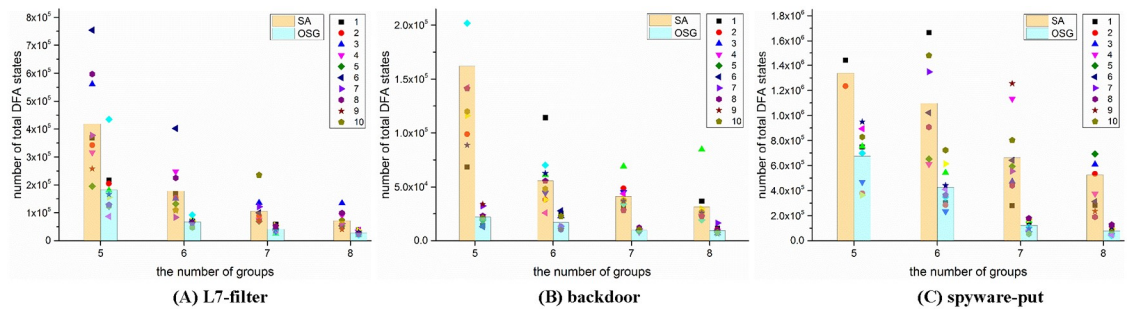 number of total DFA states
8x10⁵
7x10⁵
6x10⁵
5x10⁵
4x10⁵
3x10⁵
2x10⁵
1x10⁵
0
5 6 7 8
the number of groups
SA
OSG
1
2
3
4
5
6
7
8
9
10
(A) L7-filter
number of total DFA states
2.0x10⁵
1.5x10⁵
1.0x10⁵
5.0x10⁴
0.0
5 6 7 8
the number of groups
SA
OSG
1
2
3
4
5
6
7
8
9
10
(B) backdoor
number of total DFA states
1.8x10⁶
1.6x10⁶
1.4x10⁶
1.2x10⁶
1.0x10⁶
8.0x10⁵
6.0x10⁵
4.0x10⁵
2.0x10⁵
0.0
5 6 7 8
the number of groups
SA
OSG
1
2
3
4
5
6
7
8
9
10
(C) spyware-put